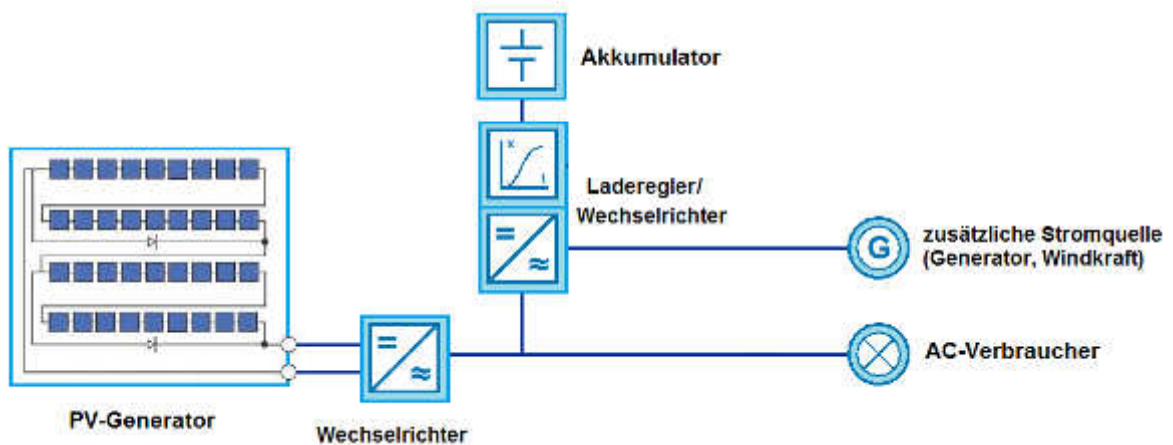 Akkumulator
x
t
Laderegler/
Wechselrichter
=
≈
G
zusätzliche Stromquelle
(Generator, Windkraft)
=
≈
AC-Verbraucher
PV-Generator
Wechselrichter